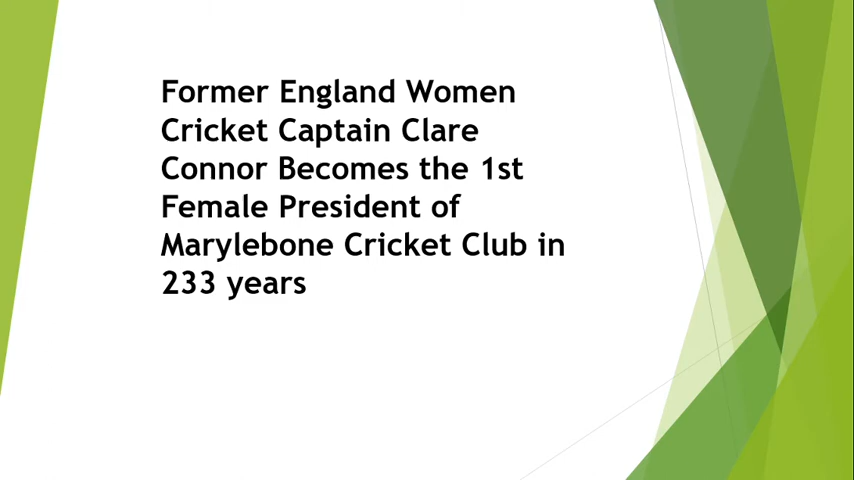 Former England Women
Cricket Captain Clare
Connor Becomes the 1st
Female President of
Marylebone Cricket Club in
233 years